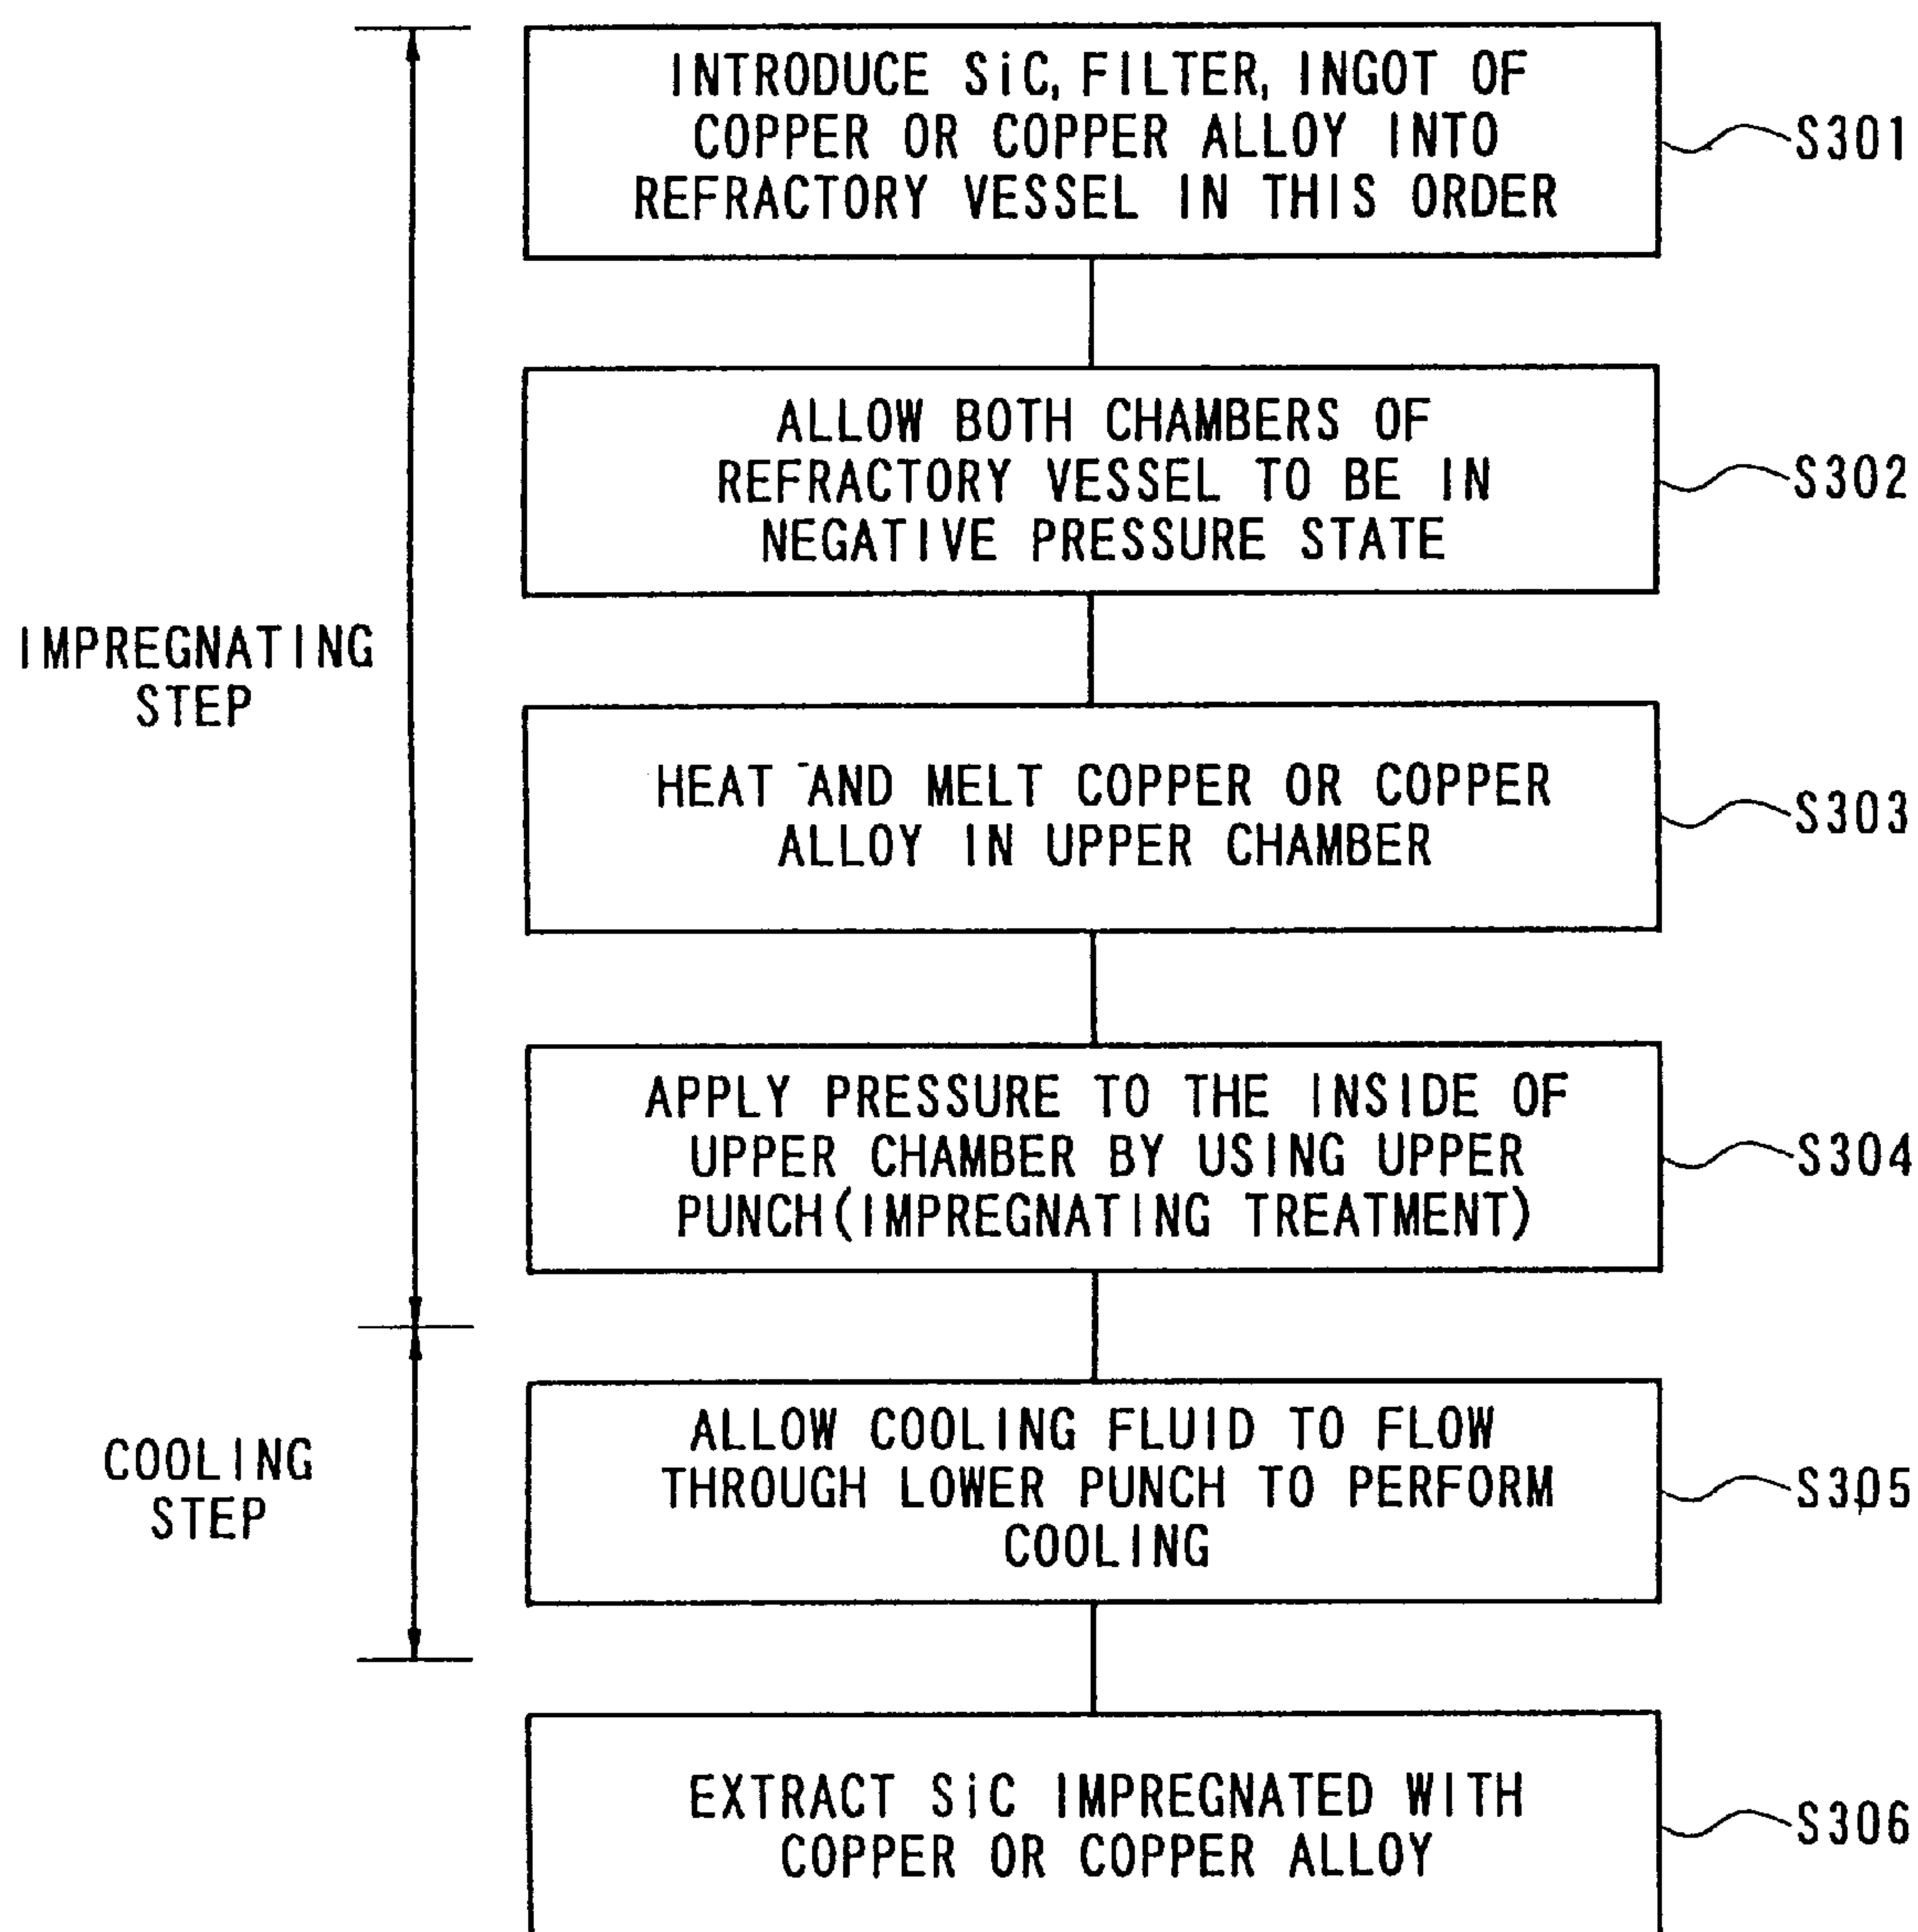 INTRODUCE SiC, FILTER, INGOT OF
COPPER OR COPPER ALLOY INTO
REFRACTORY VESSEL IN THIS ORDER
S301
ALLOW BOTH CHAMBERS OF
REFRACTORY VESSEL TO BE IN
NEGATIVE PRESSURE STATE
S302
IMPREGNATING
STEP
HEAT AND MELT COPPER OR COPPER
ALLOY IN UPPER CHAMBER
S303
APPLY PRESSURE TO THE INSIDE OF
UPPER CHAMBER BY USING UPPER
PUNCH(IMPREGNATING TREATMENT)
S304
COOLING
STEP
ALLOW COOLING FLUID TO FLOW
THROUGH LOWER PUNCH TO PERFORM
COOLING
S305
EXTRACT SiC IMPREGNATED WITH
COPPER OR COPPER ALLOY
S306